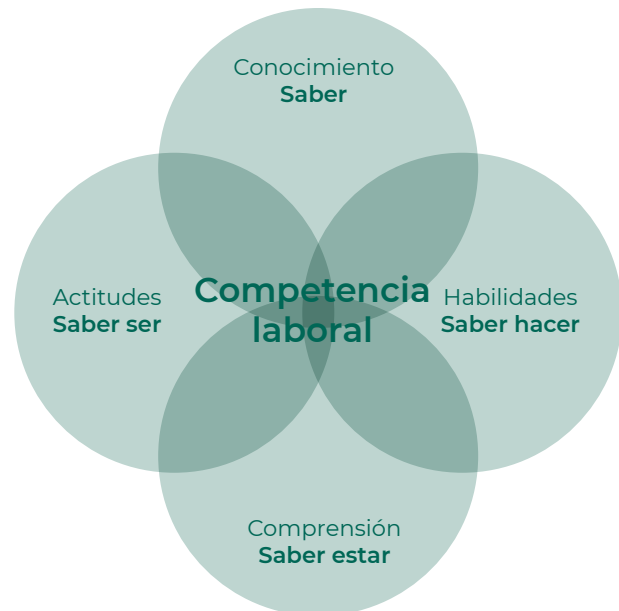 Conocimiento
Saber
Actitudes
Saber ser
Competencia
laboral
Habilidades
Saber hacer
Comprensión
Saber estar